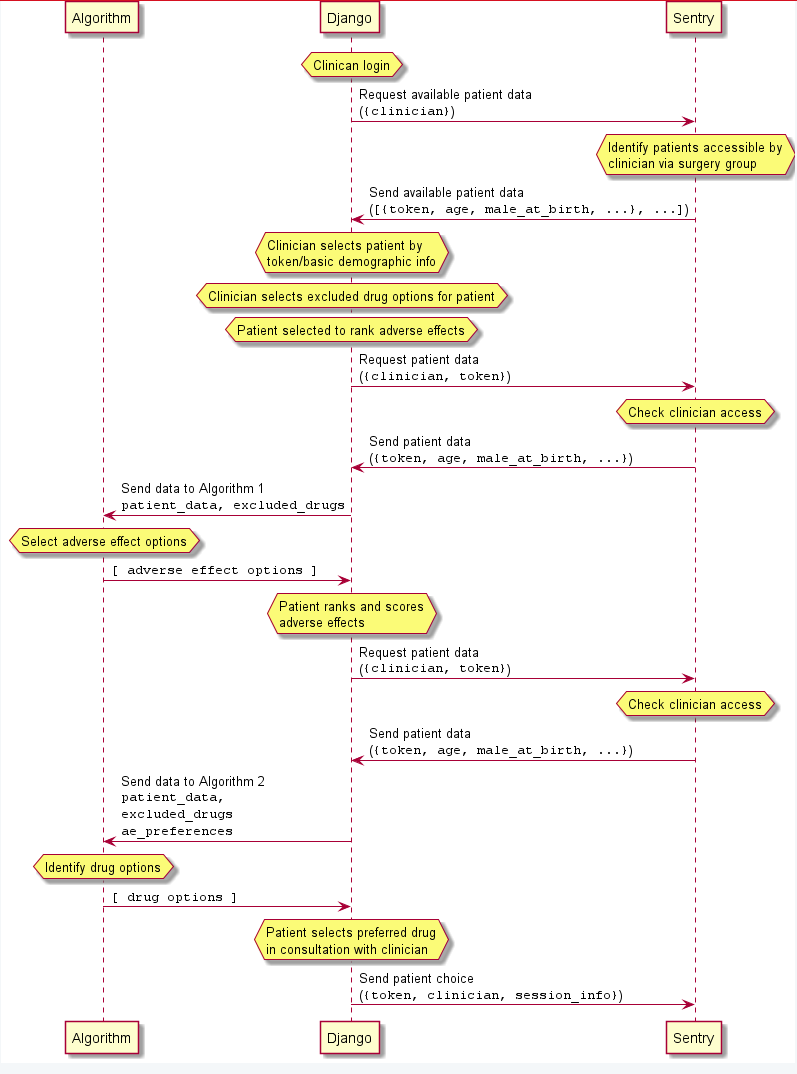 Algorithm
Django
Sentry
Clinican login
Request available patient data
({clinician})
Identify patients accessible by
clinician via surgery group
Send available patient data
([{token, age, male_at_birth, ...}, ...])
Clinician selects patient by
token/basic demographic info
Clinician selects excluded drug options for patient
Patient selected to rank adverse effects
Request patient data
({clinician, token})
Check clinician access
Send patient data
({token, age, male_at_birth, ...})
Send data to Algorithm 1
patient_data, excluded_drugs
Select adverse effect options
[ adverse effect options ]
Patient ranks and scores
adverse effects
Request patient data
({clinician, token})
Check clinician access
Send patient data
({token, age, male_at_birth, ...})
Send data to Algorithm 2
patient_data,
excluded_drugs
ae_preferences
Identify drug options
[ drug options ]
Patient selects preferred drug
in consultation with clinician
Send patient choice
({token, clinician, session_info})
Algorithm
Django
Sentry